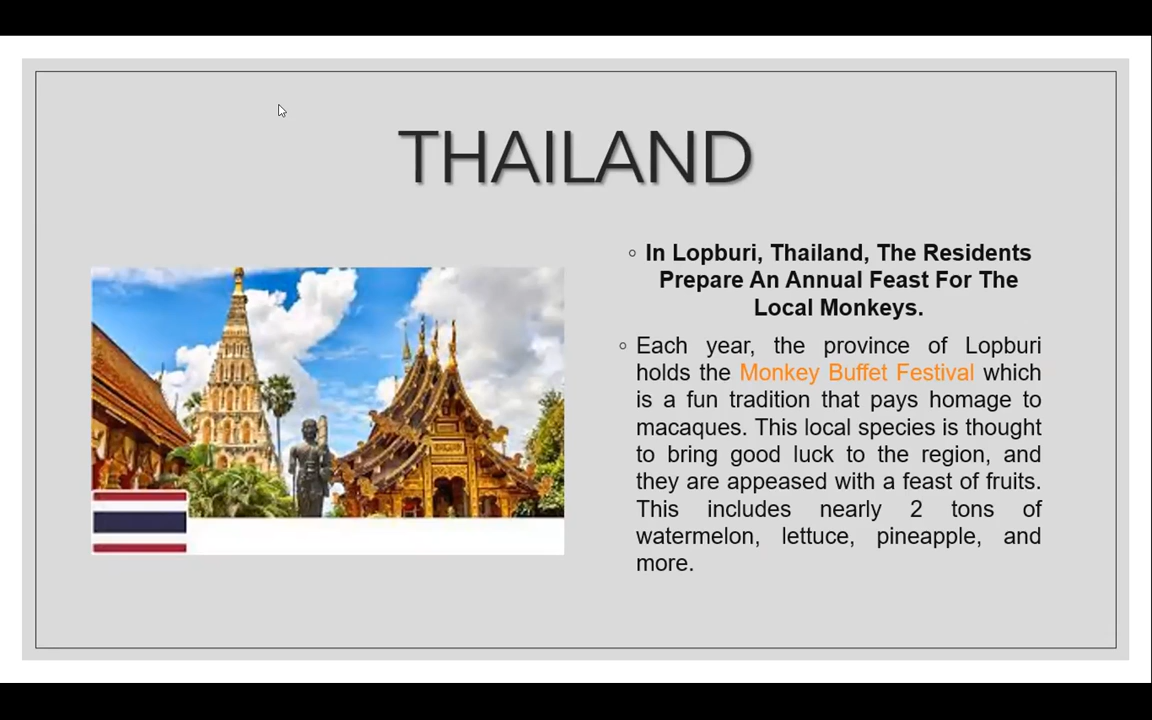 THAILAND
◦ In Lopburi, Thailand, The Residents
Prepare An Annual Feast For The
Local Monkeys.
◦ Each year, the province of Lopburi
holds the Monkey Buffet Festival which
is a fun tradition that pays homage to
macaques. This local species is thought
to bring good luck to the region, and
they are appeased with a feast of fruits.
This includes nearly 2 tons of
watermelon, lettuce, pineapple, and
more.